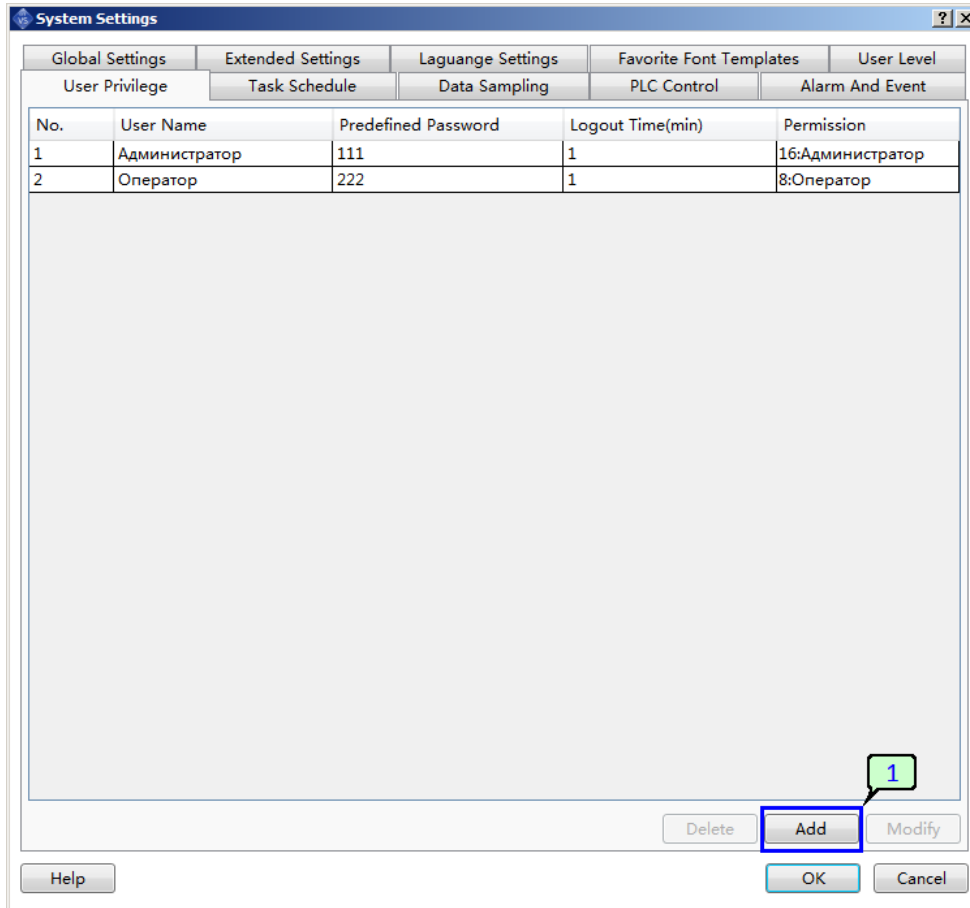 VS System Settings ? X
Global Settings Extended Settings Laguange Settings Favorite Font Templates User Level
User Privilege Task Schedule Data Sampling PLC Control Alarm And Event
No. User Name Predefined Password Logout Time(min) Permission
1 Администратор 111 1 16:Администратор
2 Оператор 222 1 8:Оператор
1
Delete Add Modify
Help OK Cancel